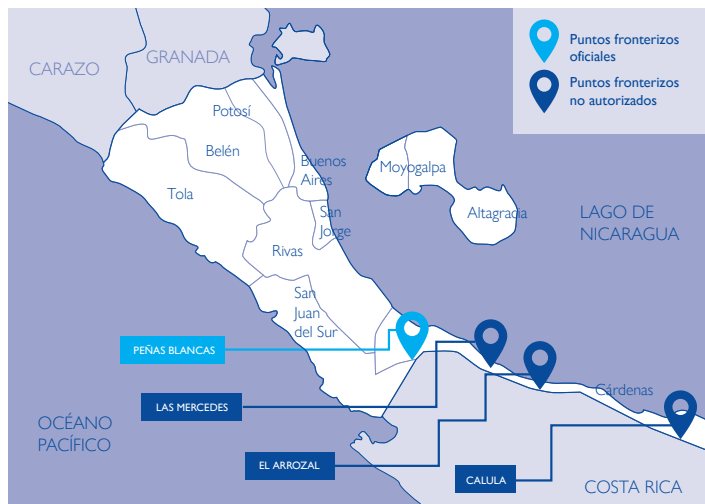 Puntos fronterizos
oficiales
Puntos fronterizos
no autorizados
CARAZO
GRANADA
Potosí
Belén
Buenos
Aires
Tola
San
Jorge
Rivas
San
Juan
del Sur
Moyogalpa
Altagradia
LAGO DE
NICARAGUA
PEÑAS BLANCAS
LAS MERCEDES
EL ARROZAL
CALULA
Cárdenas
OCÉANO
PACÍFICO
COSTA RICA